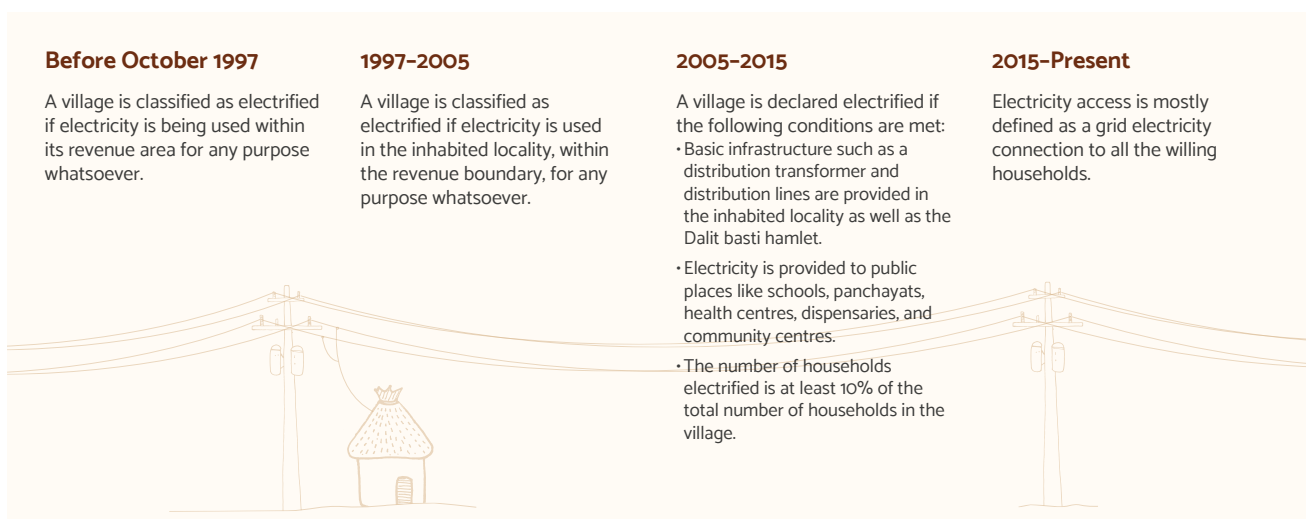 Before October 1997
A village is classified as electrified
if electricity is being used within
its revenue area for any purpose
whatsoever.
1997–2005
A village is classified as
electrified if electricity is used
in the inhabited locality, within
the revenue boundary, for any
purpose whatsoever.
2005–2015
A village is declared electrified if
the following conditions are met:
• Basic infrastructure such as a
distribution transformer and
distribution lines are provided in
the inhabited locality as well as the
Dalit basti hamlet.
• Electricity is provided to public
places like schools, panchayats,
health centres, dispensaries, and
community centres.
• The number of households
electrified is at least 10% of the
total number of households in the
village.
2015–Present
Electricity access is mostly
defined as a grid electricity
connection to all the willing
households.